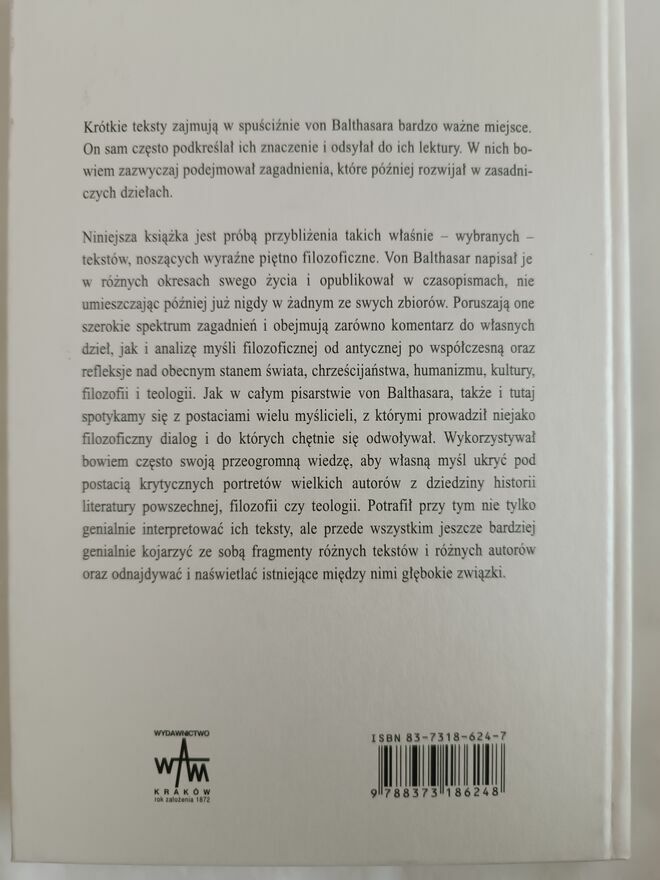 Krótkie teksty zajmują w spuściźnie von Balthasara bardzo ważne miejsce.
On sam często podkreślał ich znaczenie i odsyłał do ich lektury. W nich bo-
wiem zazwyczaj podejmował zagadnienia, które później rozwijał w zasadni-
czych dziełach.
Niniejsza książka jest próbą przybliżenia takich właśnie – wybranych –
tekstów, noszących wyraźne piętno filozoficzne. Von Balthasar napisał je
w różnych okresach swego życia i opublikował w czasopismach, nie
umieszczając później już nigdy w żadnym ze swych zbiorów. Poruszają one
szerokie spektrum zagadnień i obejmują zarówno komentarz do własnych
dzieł, jak i analizę myśli filozoficznej od antycznej po współczesną oraz
refleksje nad obecnym stanem świata, chrześcijaństwa, humanizmu, kultury,
filozofii i teologii. Jak w całym pisarstwie von Balthasara, także i tutaj
spotykamy się z postaciami wielu myślicieli, z którymi prowadził niejako
filozoficzny dialog i do których chętnie się odwoływał. Wykorzystywał
bowiem często swoją przeogromną wiedzę, aby własną myśl ukryć pod
postacią krytycznych portretów wielkich autorów z dziedziny historii
literatury powszechnej, filozofii czy teologii. Potrafił przy tym nie tylko
genialnie interpretować ich teksty, ale przede wszystkim jeszcze bardziej
genialnie kojarzyć ze sobą fragmenty różnych tekstów i różnych autorów
oraz odnajdywać i naświetlać istniejące między nimi głębokie związki.
WYDAWNICTWO
WAM
KRAKÓW
rok założenia 1872
ISBN 83-7318-624-7
9 788373 186248